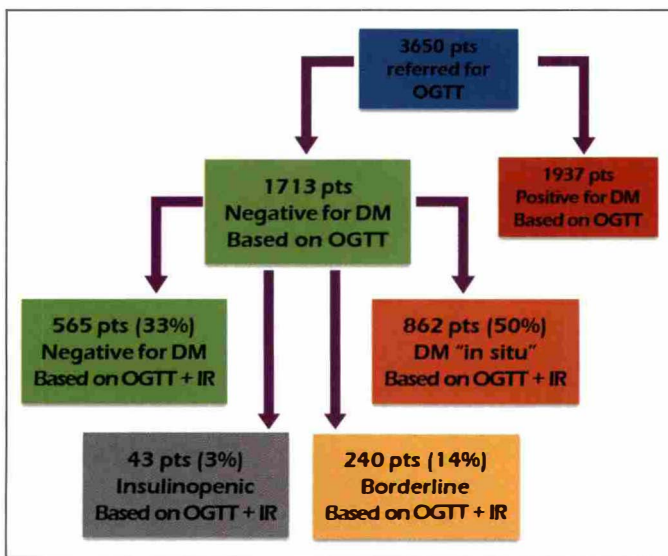 3650 pts
referred for
OGTT
1713 pts
Negative for DM
Based on OGTT
1937 pts
Positive for DM
Based on OGTT
565 pts (33%)
Negative for DM
Based on OGTT + IR
862 pts (50%)
DM "in situ"
Based on OGTT + IR
43 pts (3%)
Insulinopenic
Based on OGTT + IR
240 pts (14%)
Borderline
Based on OGTT + IR